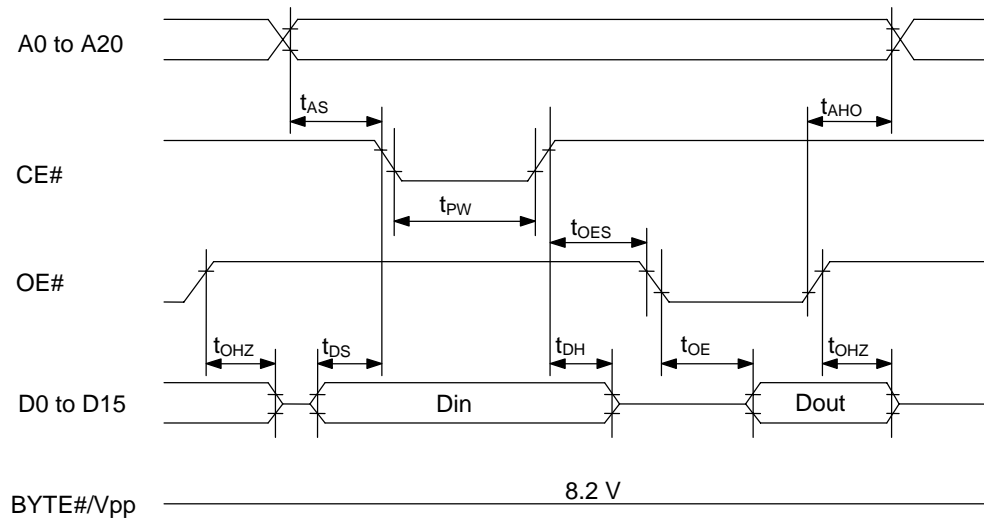 A0 to A20
tAS
tAHO
CE#
tPW
tOES
OE#
tOHZ
tDS
tDH
tOE
tOHZ
D0 to D15
Din
Dout
8.2 V
BYTE#/Vpp